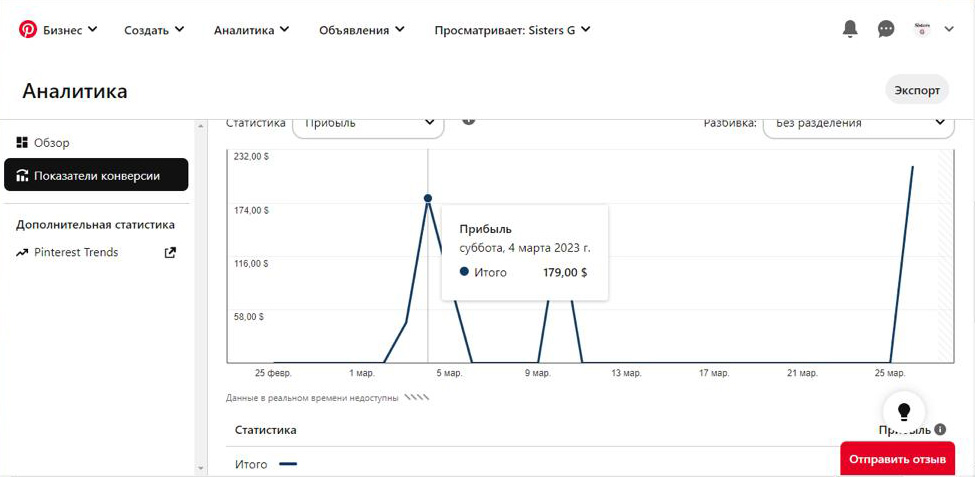 Бизнес Создать Аналитика Объявления Просматривает: Sisters G Sisters G
Аналитика
Экспорт
Статистика Прибыль Разбивка: Без разделения
Обзор
Показатели конверсии
Дополнительная статистика
Pinterest Trends
232,00 $
174,00 $
116,00 $
58,00 $
Прибыль
суббота, 4 марта 2023 г.
Итого 179,00 $
25 февр. 1 мар. 5 мар. 9 мар. 13 мар. 17 мар. 21 мар. 25 мар.
Данные в реальном времени недоступны
Статистика Прибыль
Итого
Отправить отзыв